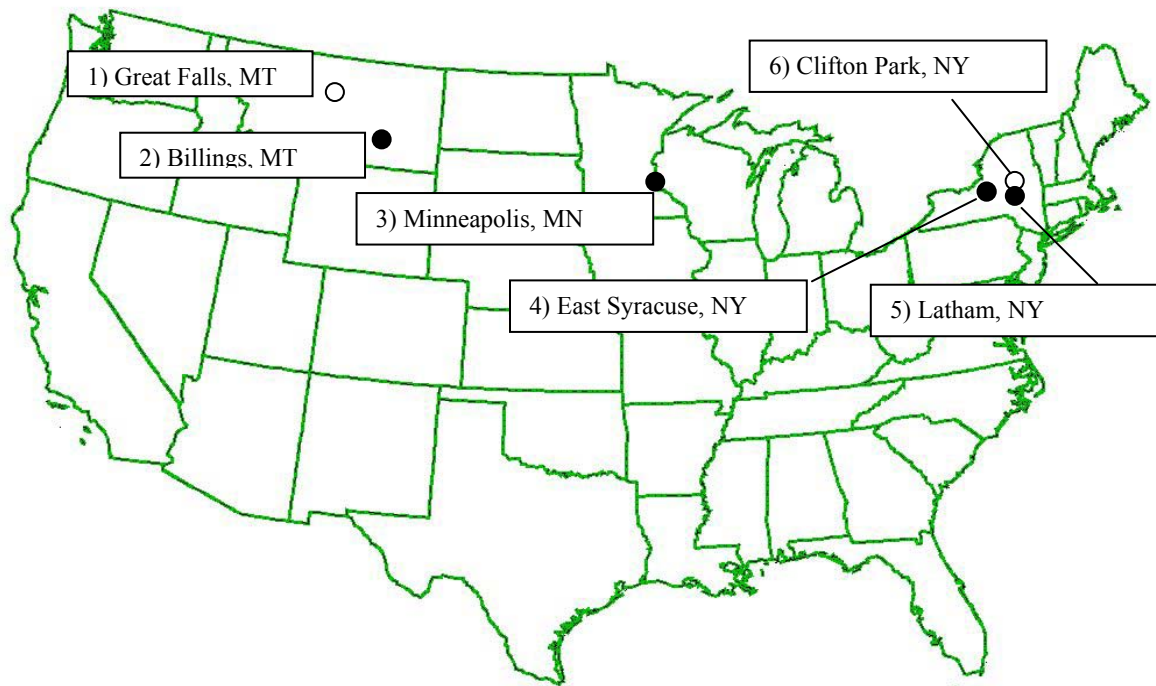 1) Great Falls, MT
2) Billings, MT
3) Minneapolis, MN
4) East Syracuse, NY
5) Latham, NY
6) Clifton Park, NY